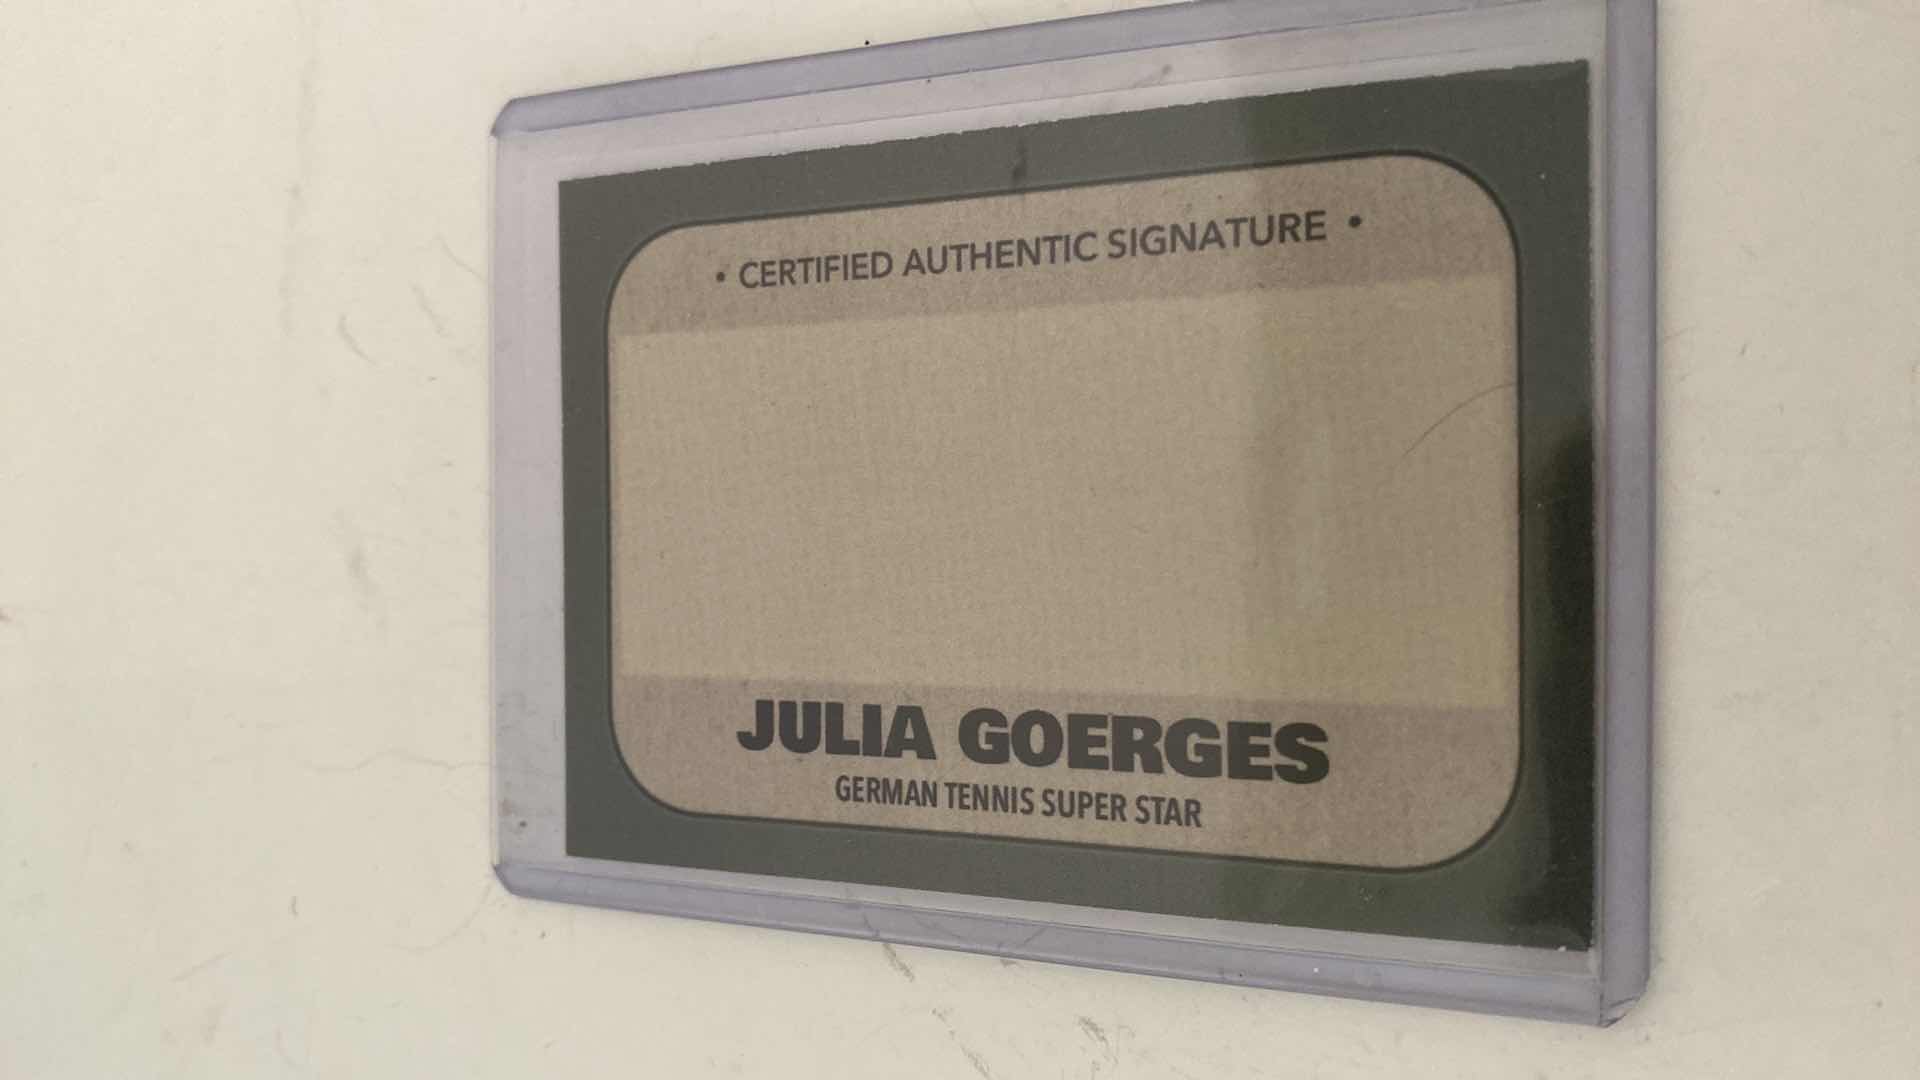 • CERTIFIED AUTHENTIC SIGNATURE •
JULIA GOERGES
GERMAN TENNIS SUPER STAR